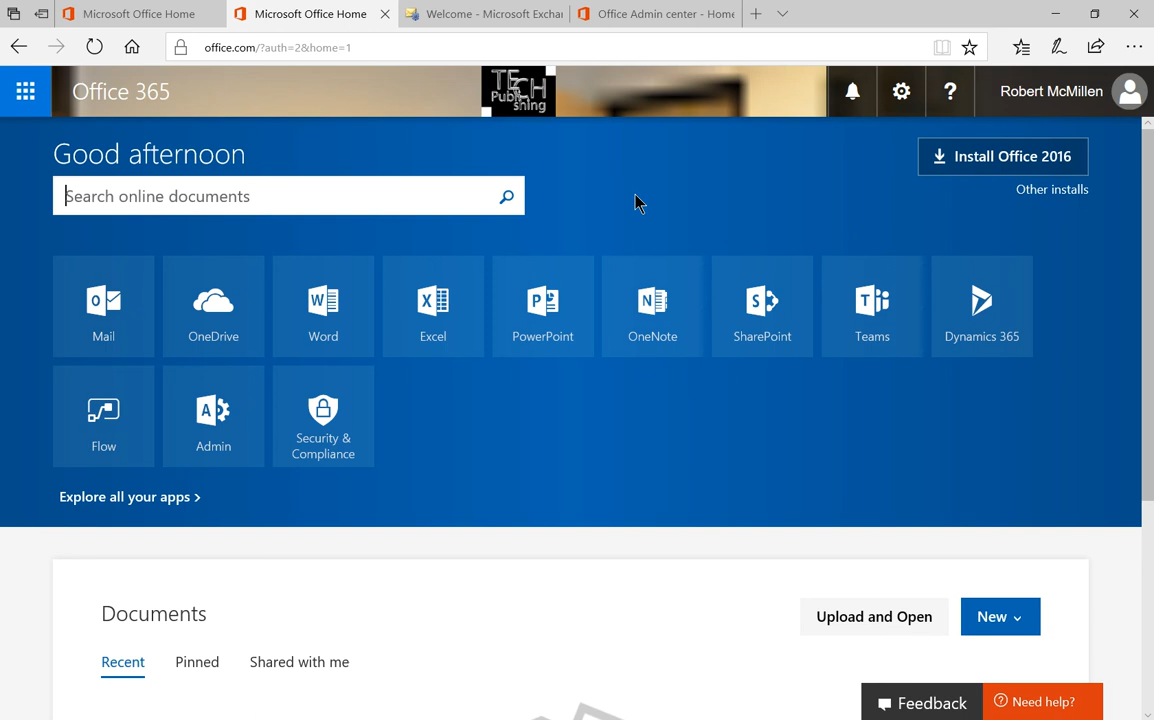 Microsoft Office Home
Microsoft Office Home
Welcome - Microsoft Exchan
Office Admin center - Home
office.com/?auth=2&home=1
Office 365
TECH
Publishing
Robert McMillen
Good afternoon
Install Office 2016
Other installs
Search online documents
Mail
OneDrive
Word
Excel
PowerPoint
OneNote
SharePoint
Teams
Dynamics 365
Flow
Admin
Security &
Compliance
Explore all your apps >
Documents
Upload and Open
New
Recent
Pinned
Shared with me
Feedback
Need help?